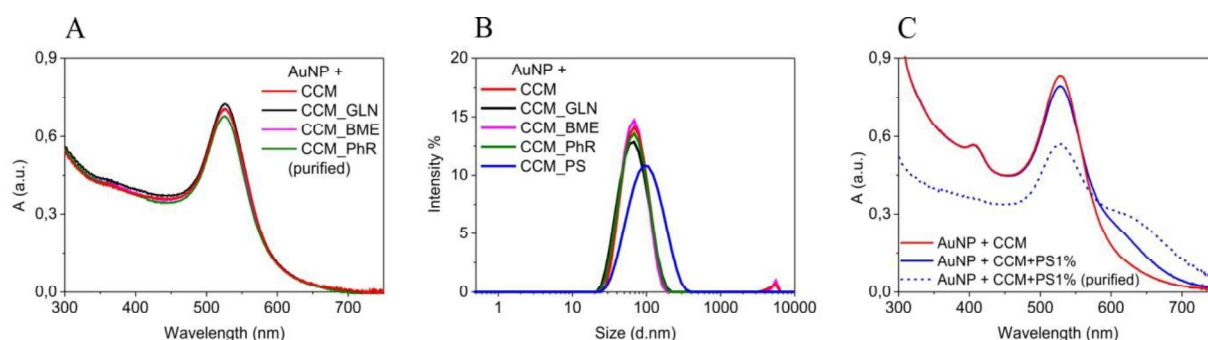 A
A (a.u.)
0,9
0,6
0,3
0,0
AuNP +
CCM
CCM_GLN
CCM_BME
CCM_PhR
(purified)
300
400
500
600
700
Wavelength (nm)
B
Intensity %
20
15
10
5
0
AuNP +
CCM
CCM_GLN
CCM_BME
CCM_PhR
CCM_PS
1
10
100
1000
10000
Size (d.nm)
C
A (a.u.)
0,9
0,6
0,3
0,0
AuNP + CCM
AuNP + CCM+PS1%
AuNP + CCM+PS1% (purified)
300
400
500
600
700
Wavelength (nm)